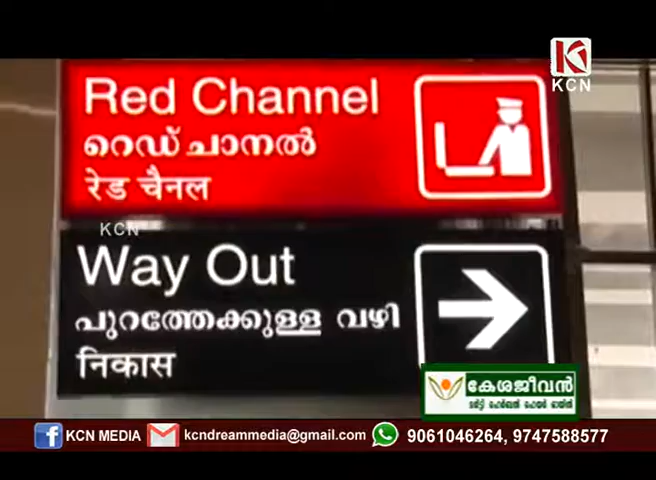 KCN
Red Channel
റെഡ് ചാനൽ
रेड चैनल
KCN
Way Out
പുറത്തേക്കുള്ള വഴി
निकास
കേശജീവൻ
KCN MEDIA kcndreammedia@gmail.com 9061046264, 9747588577